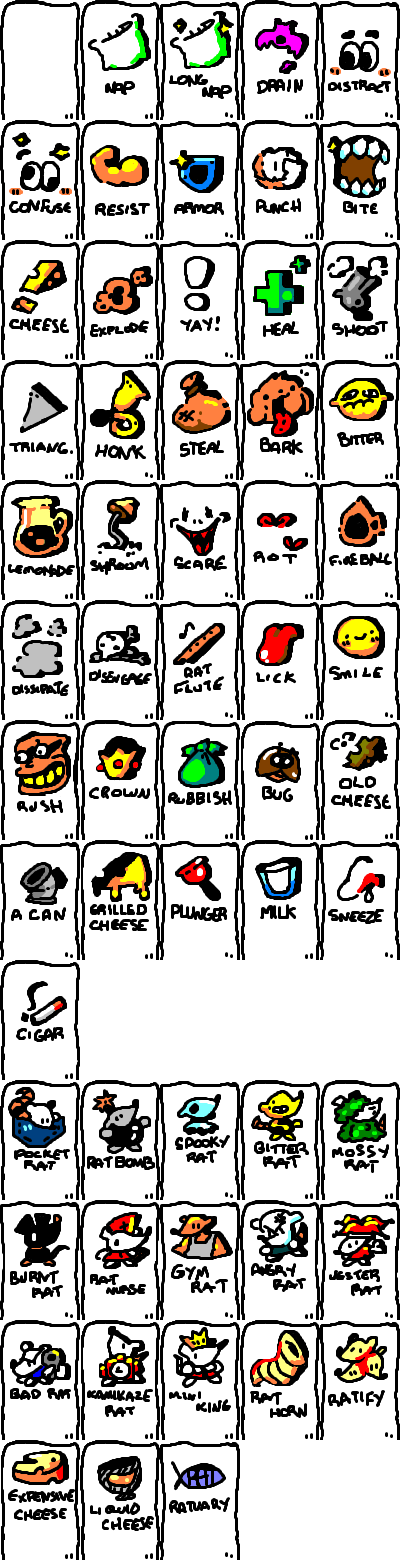 NAP
LONG NAP
DRAIN
DISTRACT
CONFUSE
RESIST
ARMOR
PUNCH
BITE
CHEESE
EXPLODE
YAY!
HEAL
SHOOT
TRIANG.
HONK
STEAL
BARK
BITTER
LEMONADE
SHROOM
SCARE
ROT
FIREBALL
DISSIPATE
DISENGAGE
RAT
FLUTE
LICK
SMILE
RUSH
CROWN
RUBBISH
BUG
OLD
CHEESE
A CAN
GRILLED
CHEESE
PLUNGER
MILK
SNEEZE
CIGAR
POCKET
RAT
RATBOMB
SPOOKY
RAT
BITTER
RAT
MOSSY
RAT
BURNT
RAT
RAT
NURSE
GYM
RAT
ANGRY
RAT
JESTER
RAT
BAD RAT
KAMIKAZE
RAT
MINI
KING
RAT
HORN
RATIFY
EXPENSIVE
CHEESE
LIQUID
CHEESE
RATUARY